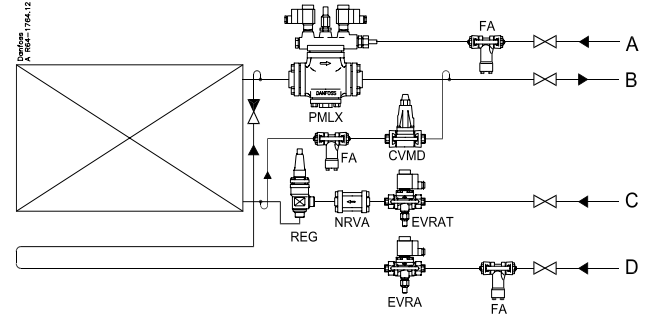 Danfoss
A R64-1764.12
FA
A
B
DANFOSS
PMLX
FA
CVMD
C
REG
NRVA
EVRAT
D
EVRA
FA